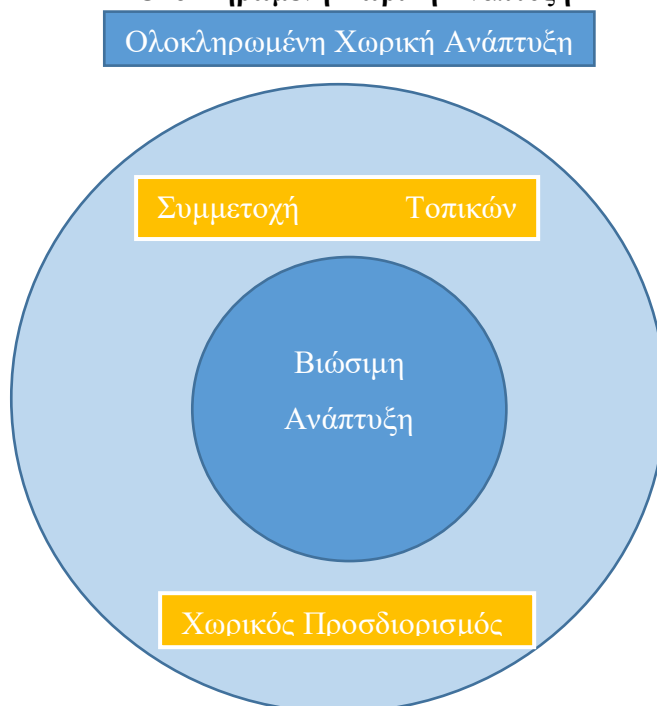 Ολοκληρωμένη Χωρική Ανάπτυξη
Συμμετοχή Τοπικών
Βιώσιμη
Ανάπτυξη
Χωρικός Προσδιορισμός